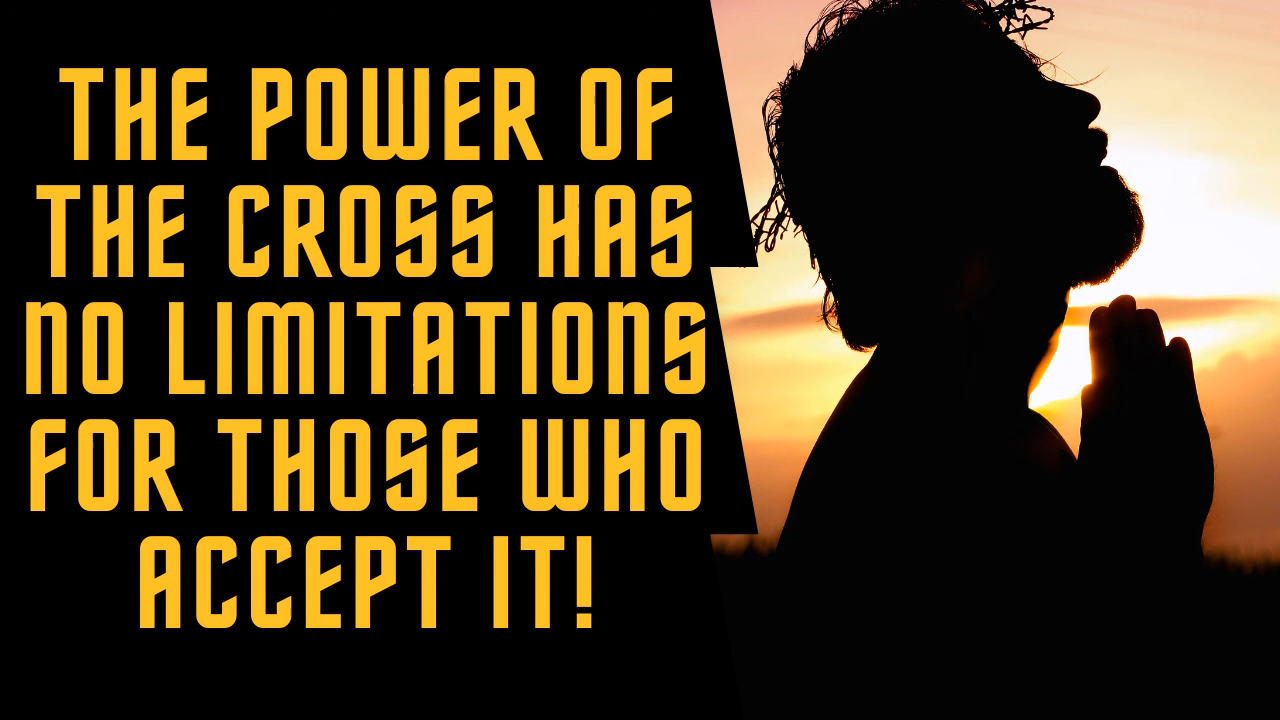 THE POWER OF
THE CROSS HAS
NO LIMITATIONS
FOR THOSE WHO
ACCEPT IT!